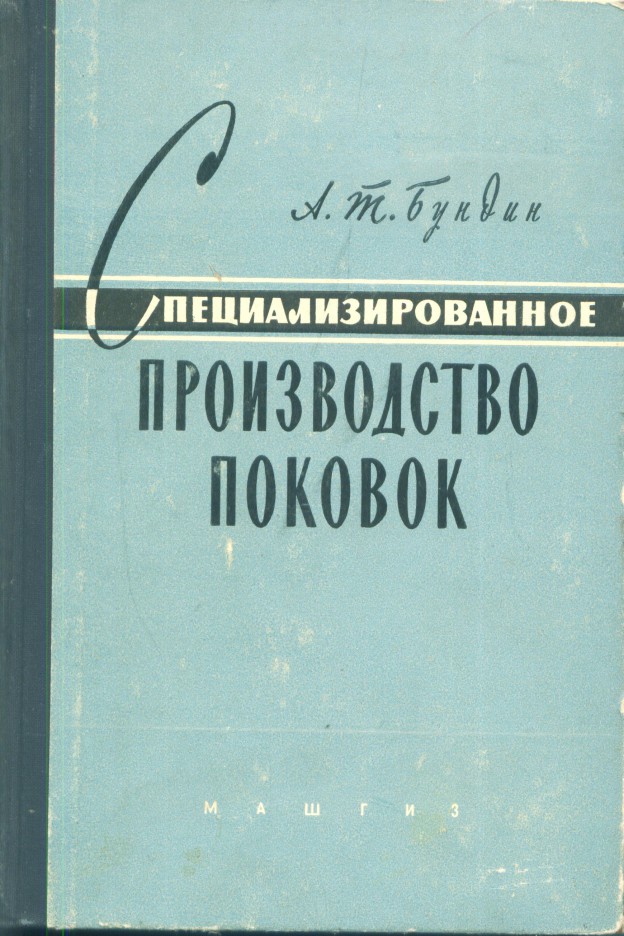 А. Т. Бундин
СПЕЦИАЛИЗИРОВАННОЕ
ПРОИЗВОДСТВО
ПОКОВОК
МАШГИЗ